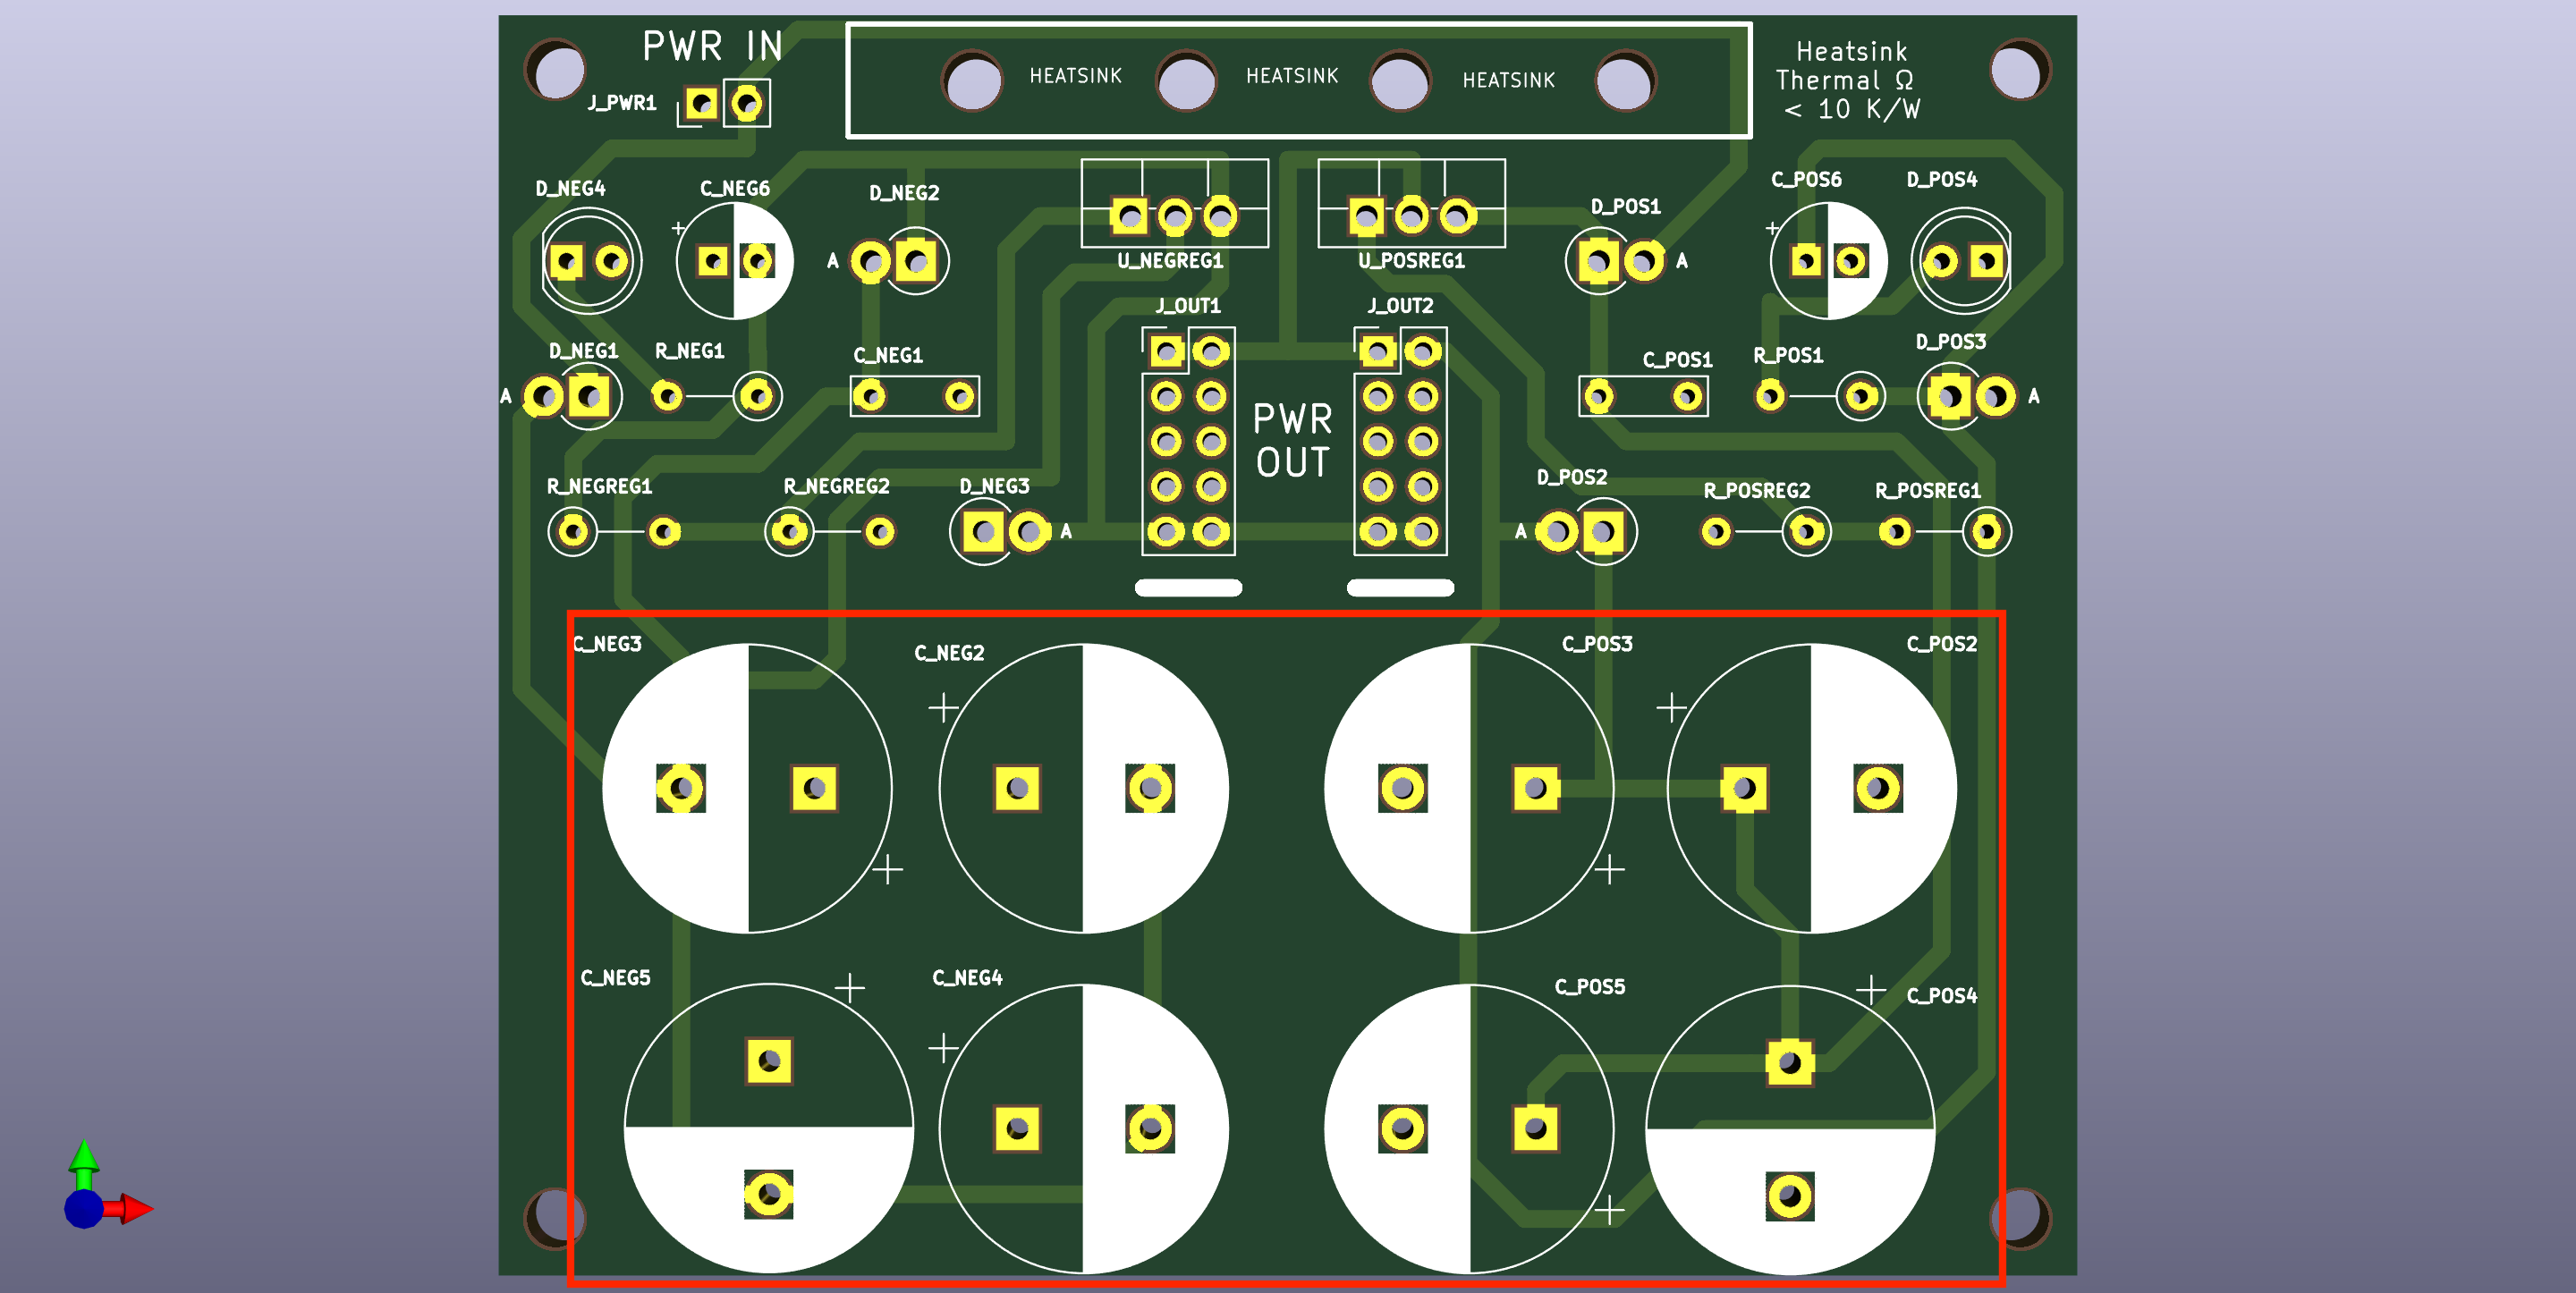 PWR IN
J_PWR1
HEATSINK
HEATSINK
HEATSINK
Heatsink
Thermal Ω
< 10 K/W
D_NEG4
C_NEG6
D_NEG2
D_POS1
C_POS6
D_POS4
+
+
A
U_NEGREG1
U_POSREG1
A
J_OUT1
J_OUT2
D_NEG1
R_NEG1
C_NEG1
C_POS1
R_POS1
D_POS3
A
A
PWR
OUT
R_NEGREG1
R_NEGREG2
D_NEG3
D_POS2
R_POSREG2
R_POSREG1
A
A
C_NEG3
C_NEG2
C_POS3
C_POS2
+
+
+
+
C_NEG5
C_NEG4
C_POS5
C_POS4
+
+
+
+